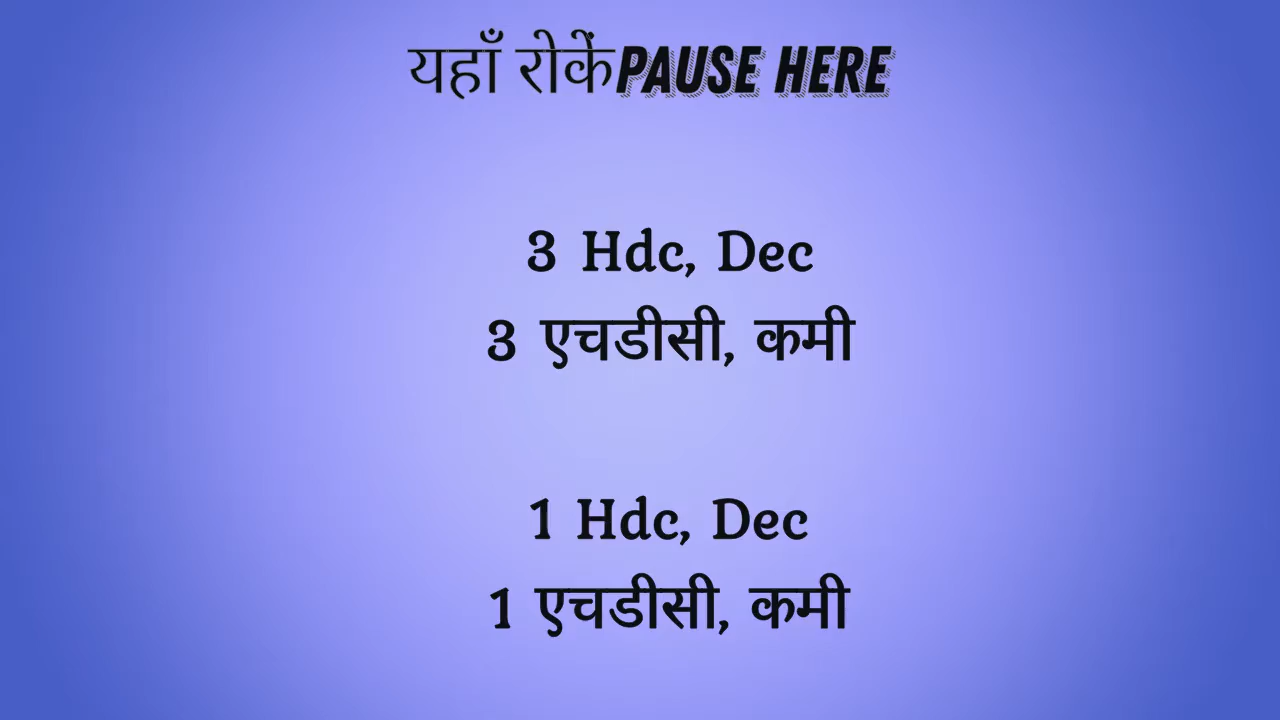 यहाँ रोकें PAUSE HERE
3 Hdc, Dec
3 एचडीसी, कमी
1 Hdc, Dec
1 एचडीसी, कमी